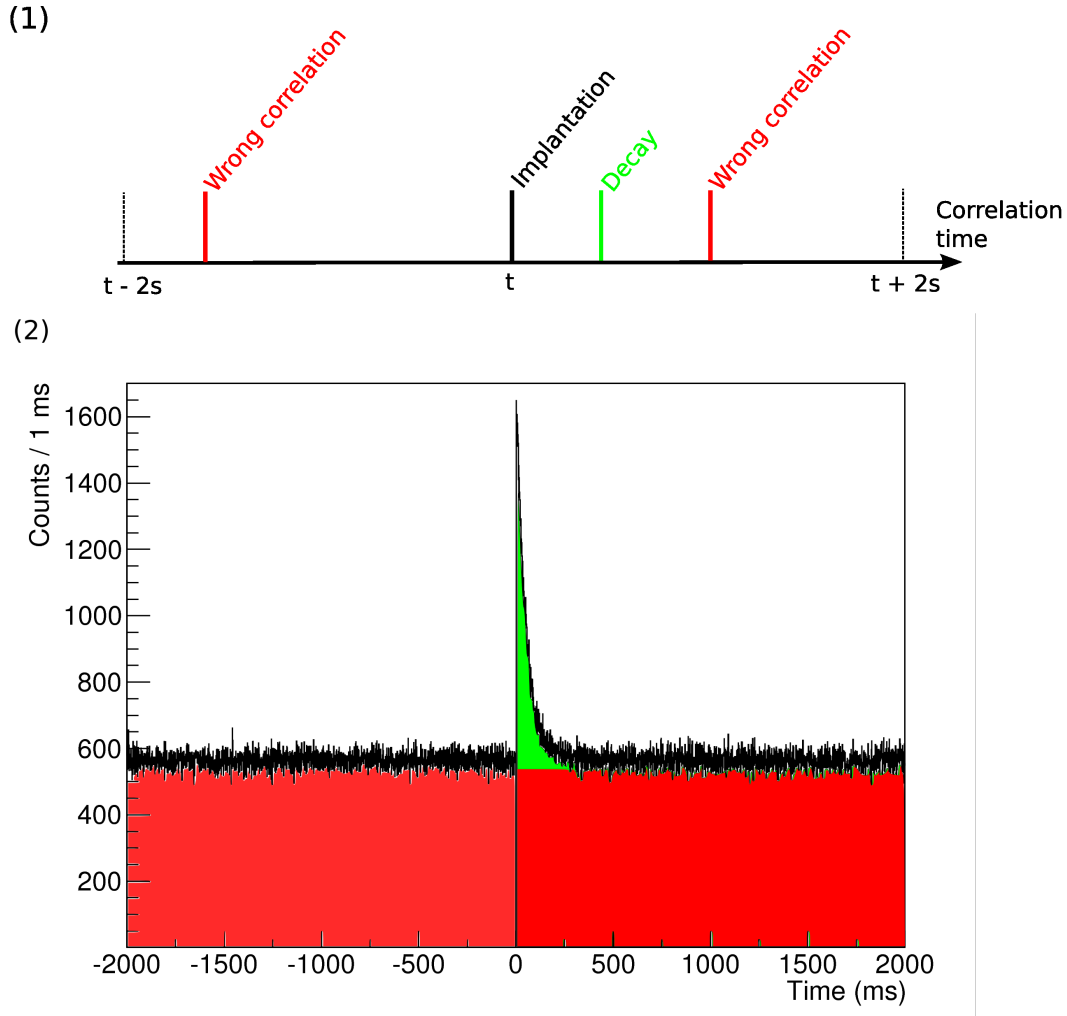 (1)
Wrong correlation
Implantation
Decay
Wrong correlation
Correlation
time
t - 2s
t
t + 2s
(2)
Counts / 1 ms
1600
1400
1200
1000
800
600
400
200
-2000 -1500 -1000 -500 0 500 1000 1500 2000
Time (ms)